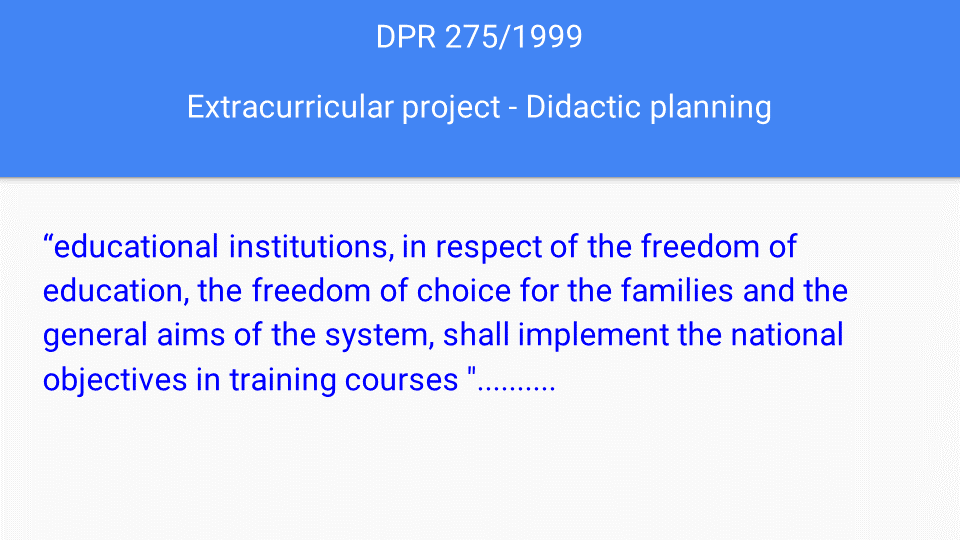 DPR 275/1999
Extracurricular project - Didactic planning
“educational institutions, in respect of the freedom of
education, the freedom of choice for the families and the
general aims of the system, shall implement the national
objectives in training courses "..........